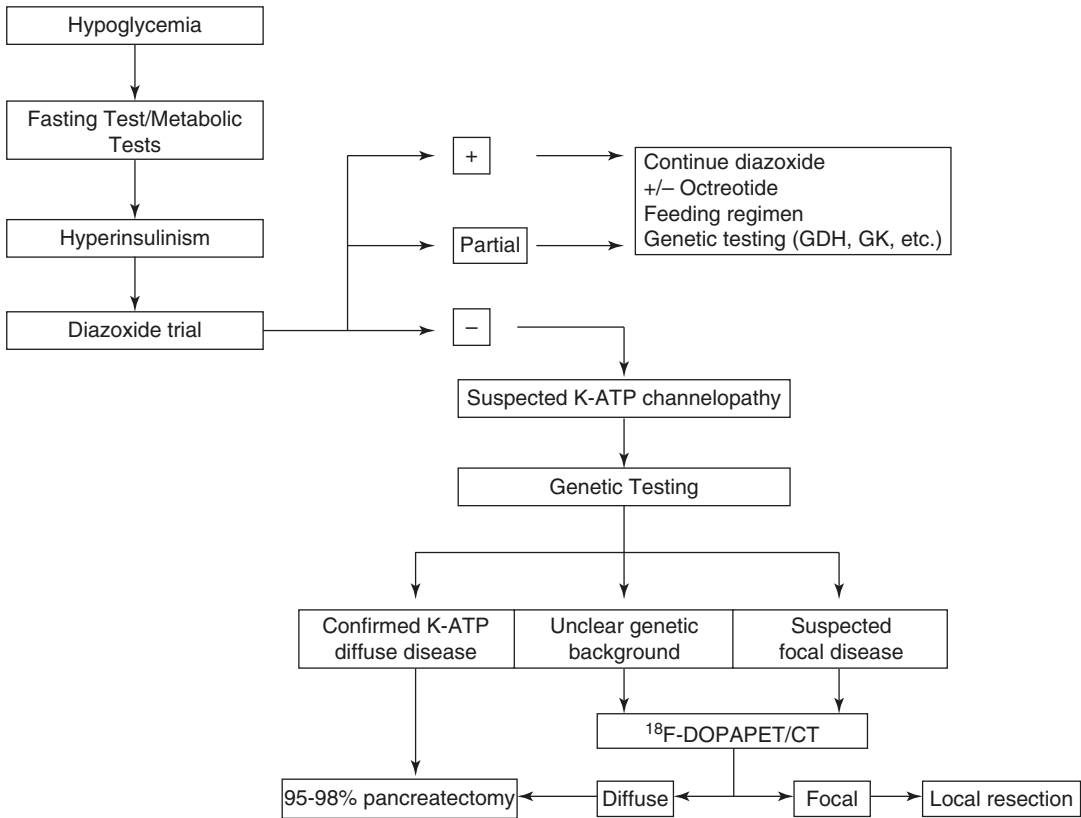 Hypoglycemia
Fasting Test/Metabolic
Tests
Hyperinsulinism
Diazoxide trial
+
Partial
–
Continue diazoxide
+/– Octreotide
Feeding regimen
Genetic testing (GDH, GK, etc.)
Suspected K-ATP channelopathy
Genetic Testing
Confirmed K-ATP
diffuse disease
Unclear genetic
background
Suspected
focal disease
¹⁸F-DOPAPET/CT
95-98% pancreatectomy
Diffuse
Focal
Local resection